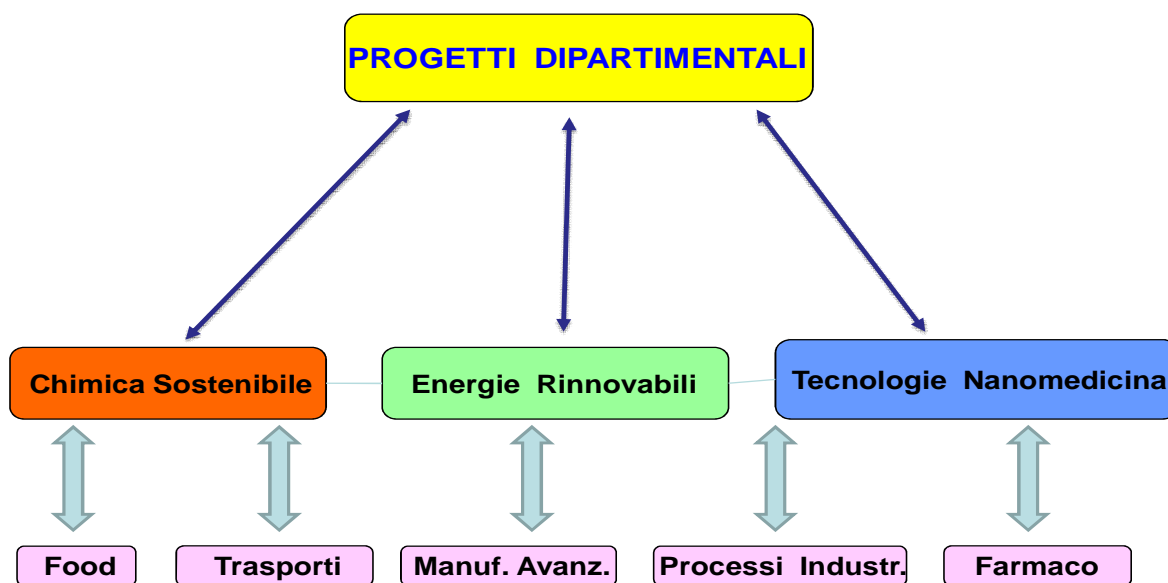 PROGETTI DIPARTIMENTALI
Chimica Sostenibile
Energie Rinnovabili
Tecnologie Nanomedicina
Food
Trasporti
Manuf. Avanz.
Processi Industr.
Farmaco